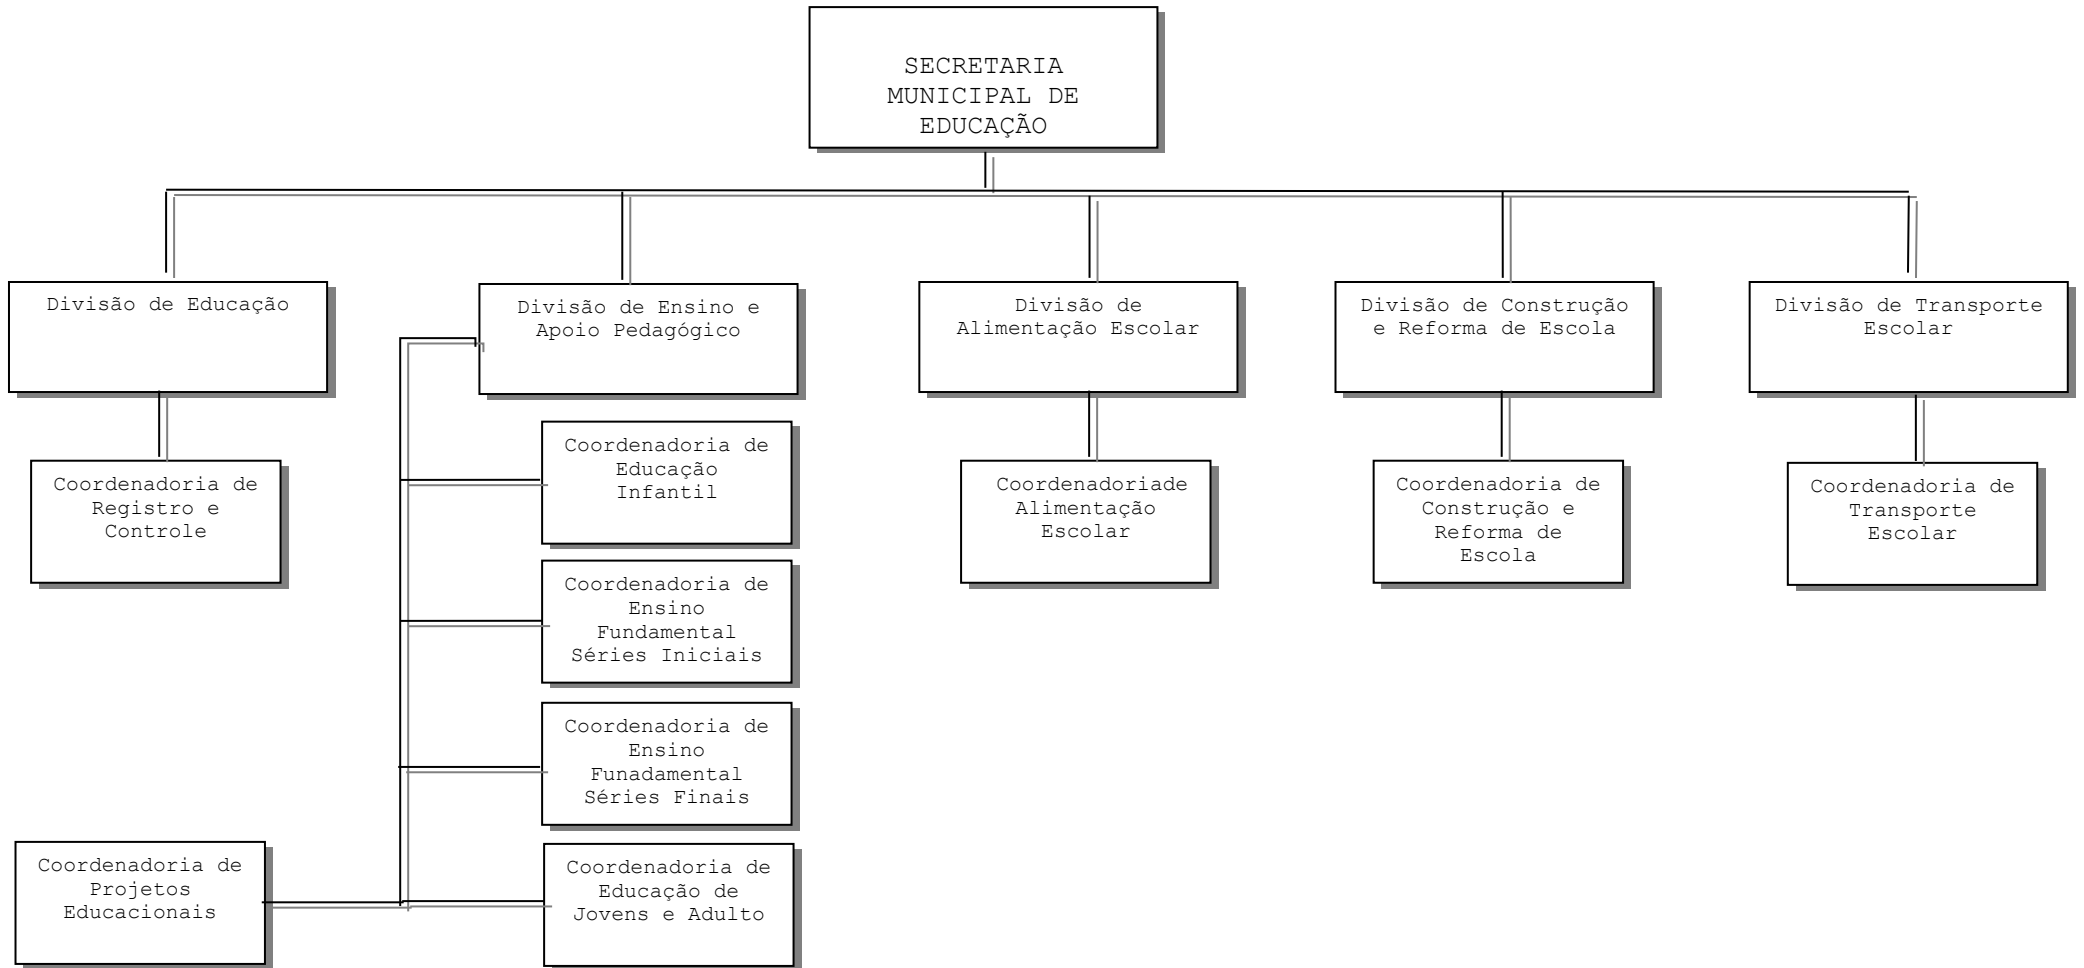 SECRETARIA
MUNICIPAL DE
EDUCAÇÃO
Divisão de Educação
Divisão de Ensino e
Apoio Pedagógico
Divisão de
Alimentação Escolar
Divisão de Construção
e Reforma de Escola
Divisão de Transporte
Escolar
Coordenadoria de
Registro e
Controle
Coordenadoria de
Educação
Infantil
Coordenadoriade
Alimentação
Escolar
Coordenadoria de
Construção e
Reforma de
Escola
Coordenadoria de
Transporte
Escolar
Coordenadoria de
Ensino
Fundamental
Séries Iniciais
Coordenadoria de
Ensino
Funadamental
Séries Finais
Coordenadoria de
Projetos
Educacionais
Coordenadoria de
Educação de
Jovens e Adulto